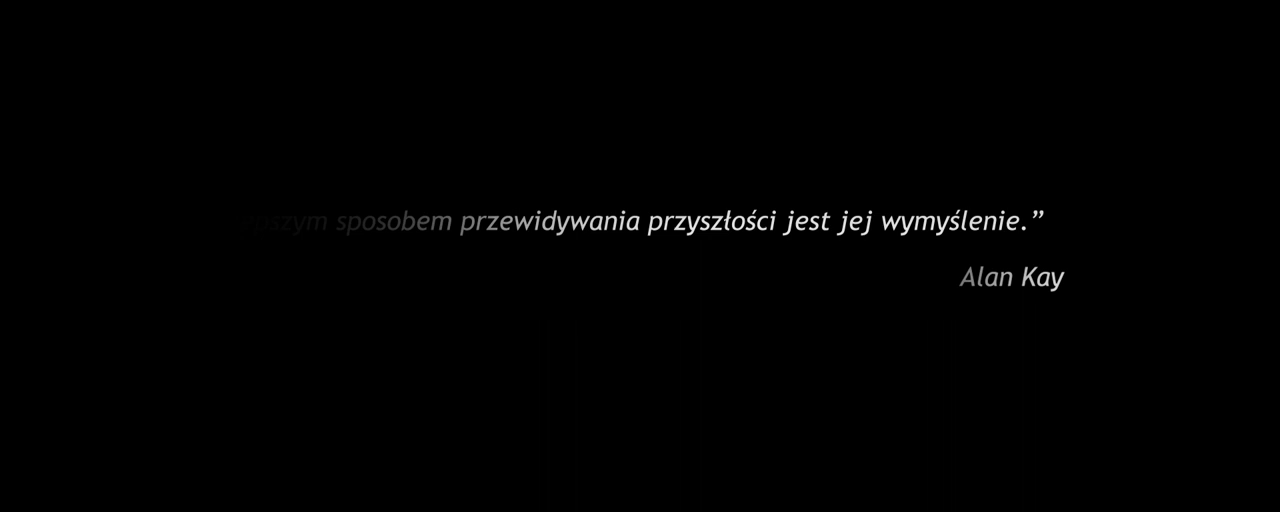 sposobem przewidywania przyszłości jest jej wymyślenie.”
Alan Kay